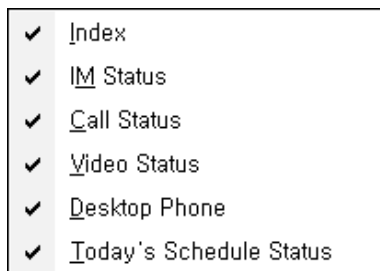 Index
IM Status
Call Status
Video Status
Desktop Phone
Today's Schedule Status